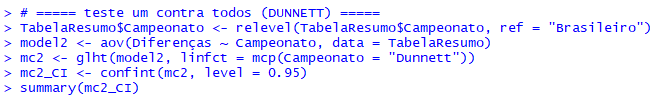 > # ===== teste um contra todos (DUNNETT) =====
> TabelaResumo$Campeonato <- relevel(TabelaResumo$Campeonato, ref = "Brasileiro")
> model2 <- aov(Diferenças ~ Campeonato, data = TabelaResumo)
> mc2 <- glht(model2, linfct = mcp(Campeonato = "Dunnett"))
> mc2_CI <- confint(mc2, level = 0.95)
> summary(mc2_CI)